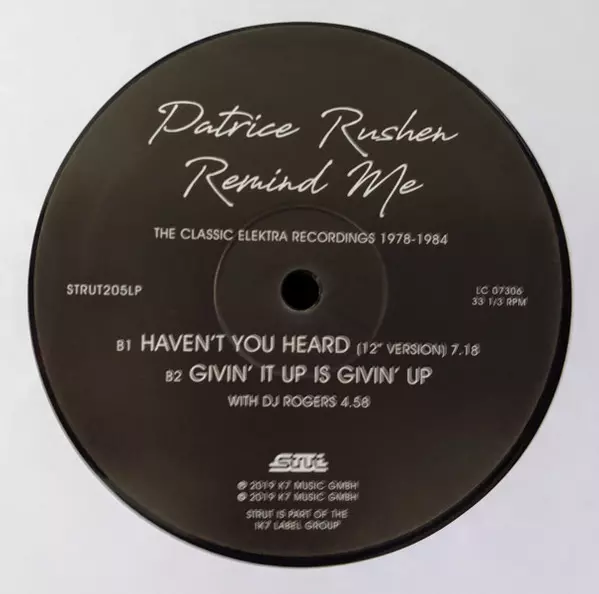 Patrice Rushen
Remind Me
THE CLASSIC ELEKTRA RECORDINGS 1978-1984
STRUT205LP
LC 07306
33 1/3 RPM
B1 HAVEN'T YOU HEARD (12" VERSION) 7.18
B2 GIVIN' IT UP IS GIVIN' UP
WITH DJ ROGERS 4.58
STRUT
℗ 2019 K7 MUSIC GMBH
© 2019 K7 MUSIC GMBH
STRUT IS PART OF THE
!K7 LABEL GROUP